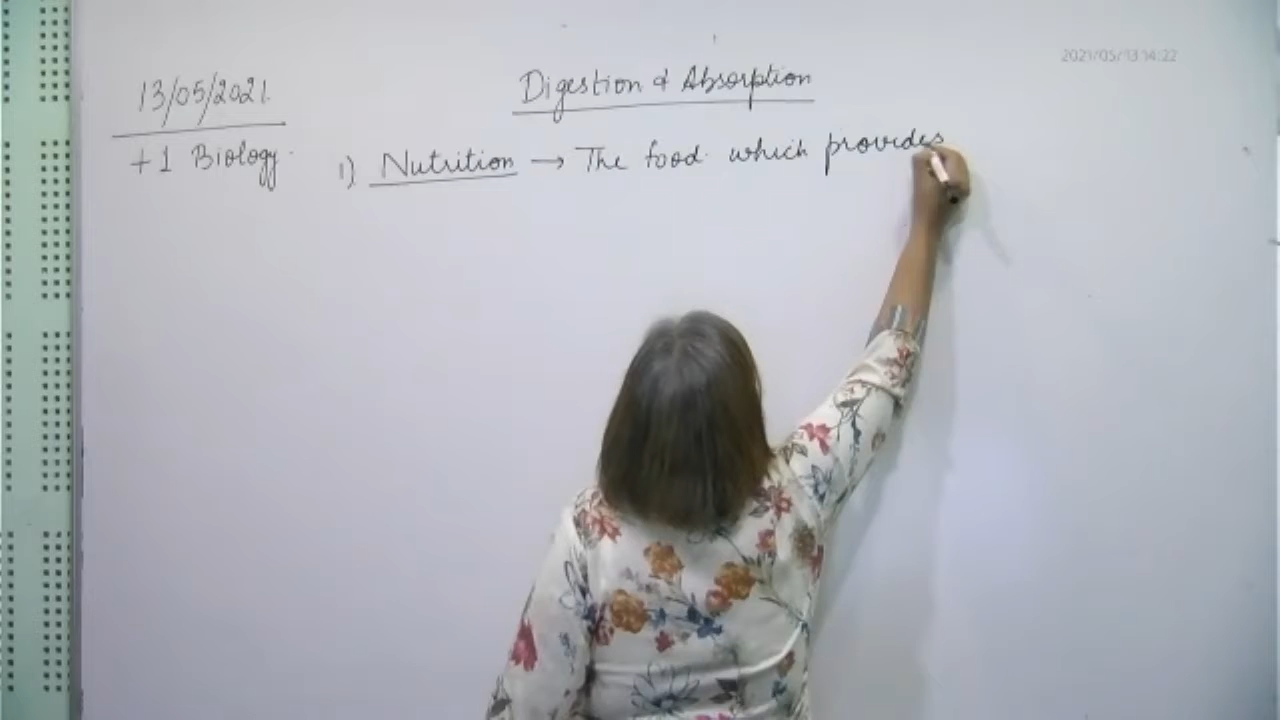 2021/05/13 14:22
13/05/2021
Digestion & Absorption
+1 Biology
1) Nutrition → The food which provides